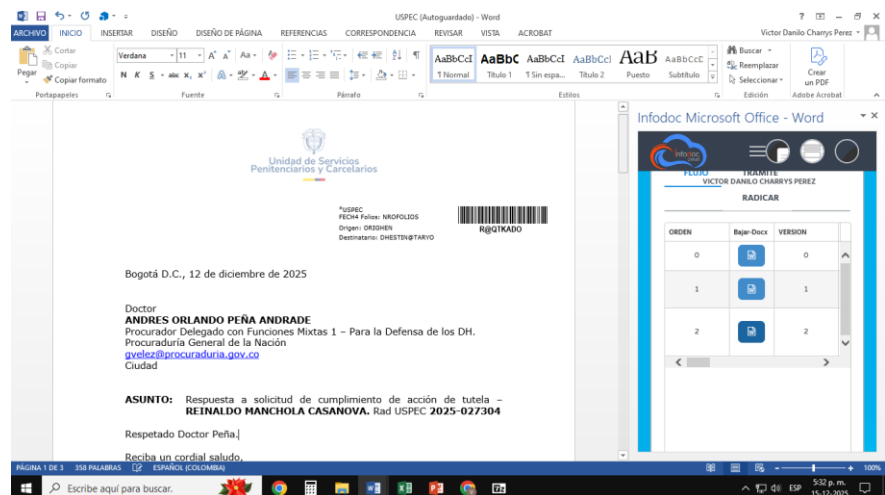 USPEC (Autoguardado) - Word
ARCHIVO INICIO INSERTAR DISEÑO DISEÑO DE PÁGINA REFERENCIAS CORRESPONDENCIA REVISAR VISTA ACROBAT
Victor Danilo Charrys Perez
Pegar
Cortar
Copiar
Copiar formato
Portapapeles
Verdana 11
N K S abc x, x²
Fuente
Párrafo
AaBbCcI AaBbC AaBbCcI AaBbCcI AaB AaBbCcC
¶ Normal Título 1 ¶ Sin espa... Título 2 Puesto Subtítulo
Estilos
Buscar
Reemplazar
Seleccionar
Edición
Crear
un PDF
Adobe Acrobat
Unidad de Servicios
Penitenciarios y Carcelarios
*USPEC
FECH4 Folios: NROFOLIOS
Origen: ORIGHEN
Destinatario: DHESTIN@TARYO
R@QTKADO
Bogotá D.C., 12 de diciembre de 2025
Doctor
ANDRES ORLANDO PEÑA ANDRADE
Procurador Delegado con Funciones Mixtas 1 – Para la Defensa de los DH.
Procuraduría General de la Nación
gvelez@procuraduria.gov.co
Ciudad
ASUNTO: Respuesta a solicitud de cumplimiento de acción de tutela –
REINALDO MANCHOLA CASANOVA. Rad USPEC 2025-027304
Respetado Doctor Peña.
Reciba un cordial saludo,
Infodoc Microsoft Office - Word
infodoc
FLUJO TRAMITE
VICTOR DANILO CHARRYS PEREZ
RADICAR
ORDEN Bajar-Docx VERSION
0 0
1 1
2 2
PÁGINA 1 DE 3 358 PALABRAS ESPAÑOL (COLOMBIA)
100%
Escribe aquí para buscar.
ESP
5:32 p. m.
15-12-2025